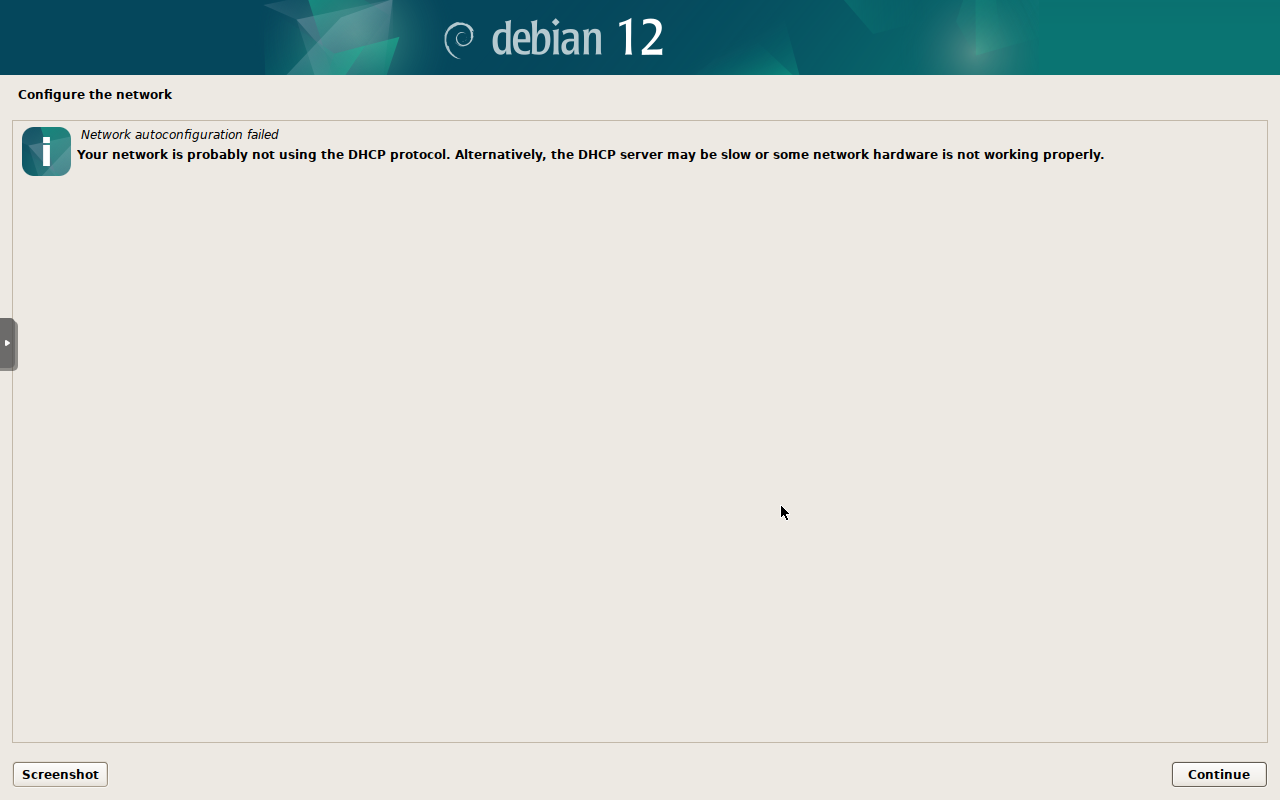 debian 12
Configure the network
Network autoconfiguration failed
Your network is probably not using the DHCP protocol. Alternatively, the DHCP server may be slow or some network hardware is not working properly.
Screenshot
Continue